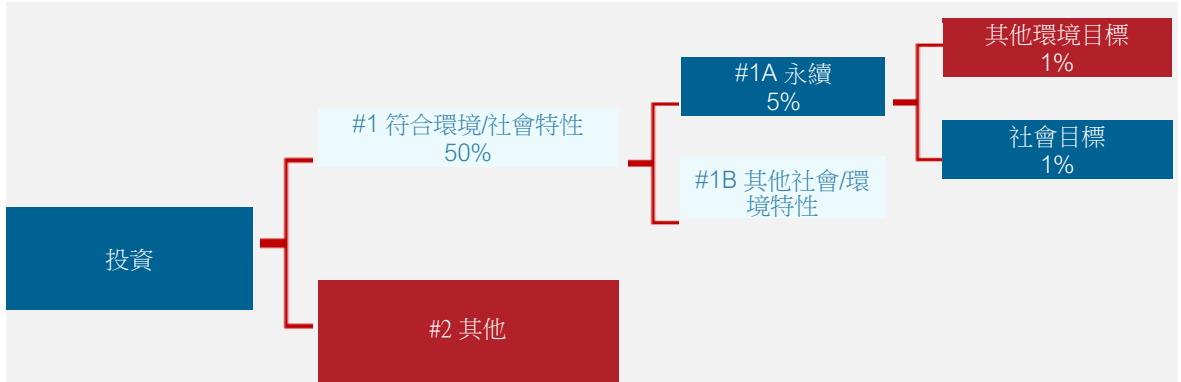 投資
#1 符合環境/社會特性
50%
#2 其他
#1A 永續
5%
#1B 其他社會/環
境特性
其他環境目標
1%
社會目標
1%